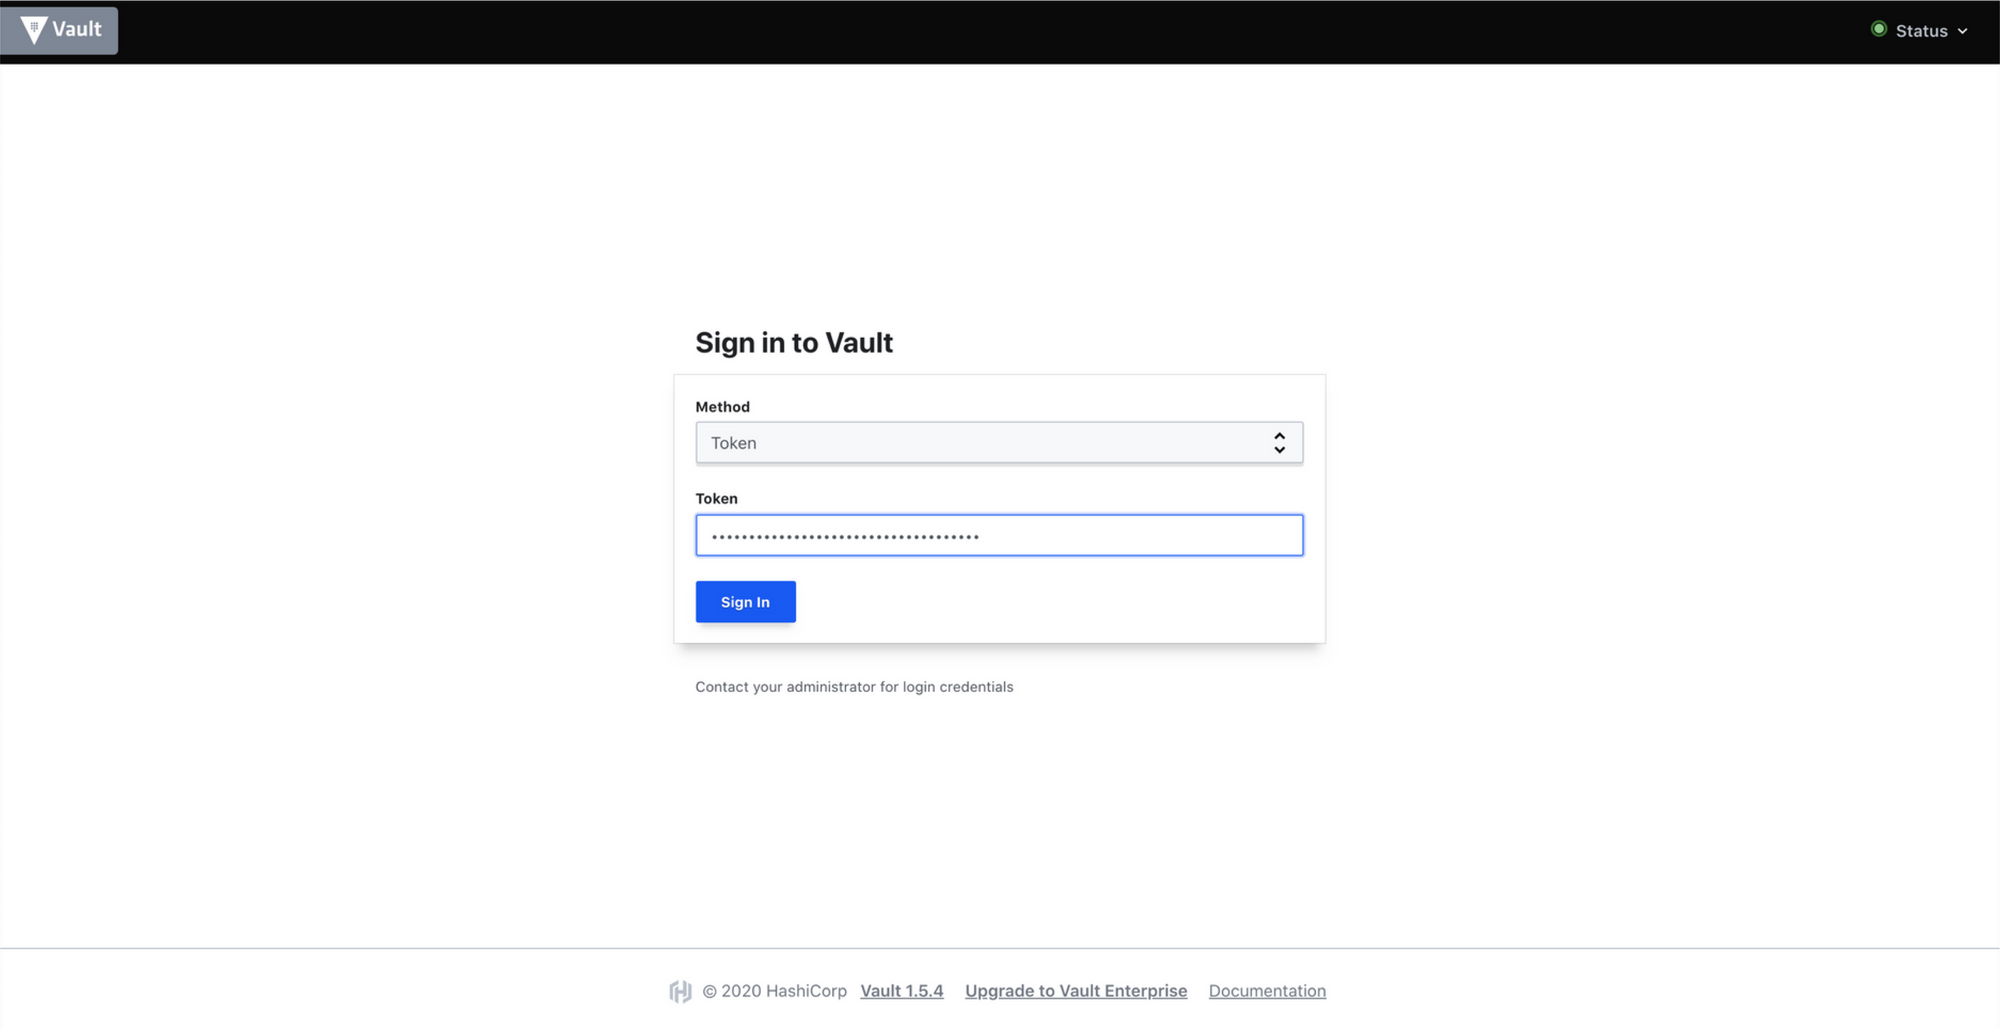 Vault
Status
Sign in to Vault
Method
Token
Token
••••••••••••••••••••••••••••••••••••
Sign In
Contact your administrator for login credentials
© 2020 HashiCorp Vault 1.5.4 Upgrade to Vault Enterprise Documentation